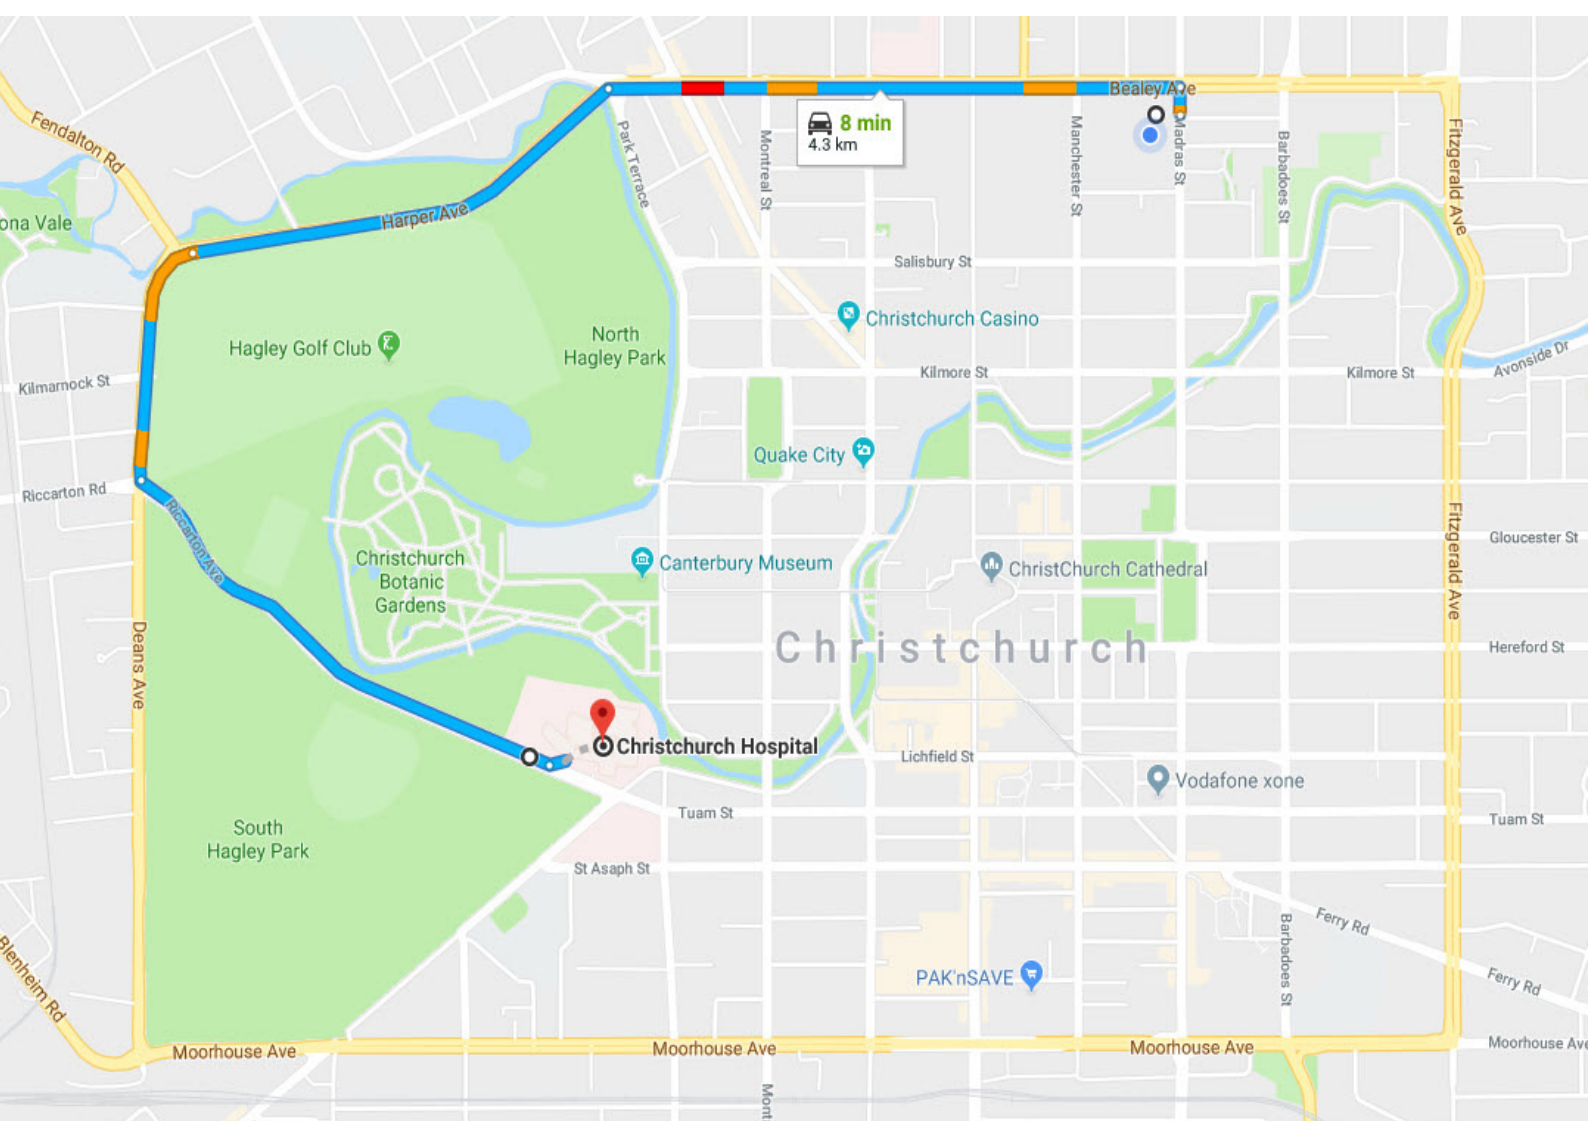 Fendalton Rd
ona Vale
Harper Ave
Park Terrace
8 min
4.3 km
Bealey Ave
Madras St
Montreal St
Manchester St
Barbadoes St
Fitzgerald Ave
Salisbury St
Christchurch Casino
Hagley Golf Club
North
Hagley Park
Kilmarnock St
Kilmore St
Kilmore St
Avonside Dr
Quake City
Riccarton Rd
Riccarton Ave
Christchurch
Botanic
Gardens
Canterbury Museum
ChristChurch Cathedral
Fitzgerald Ave
Gloucester St
Christchurch
Hereford St
Deans Ave
Christchurch Hospital
Lichfield St
Vodafone xone
Tuam St
Tuam St
South
Hagley Park
St Asaph St
Ferry Rd
Barbadoes St
Ferry Rd
Blenheim Rd
PAK'nSAVE
Moorhouse Ave
Moorhouse Ave
Moorhouse Ave
Moorhouse Ave
Mont